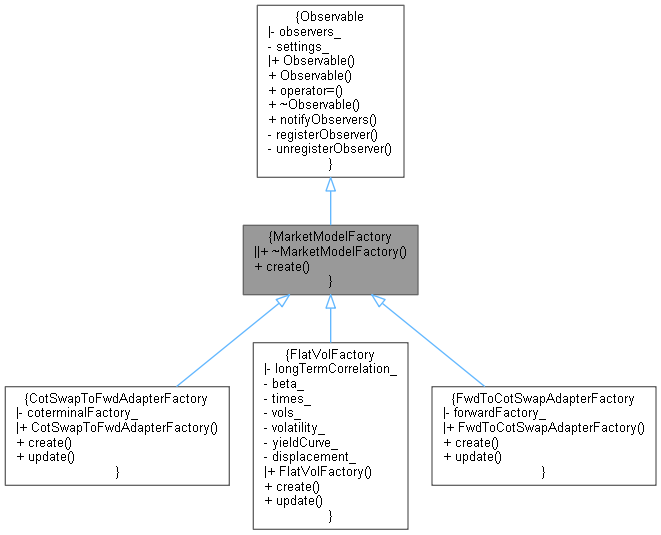 {Observable
|- observers_
- settings_
|+ Observable()
+ Observable()
+ operator=()
+ ~Observable()
+ notifyObservers()
- registerObserver()
- unregisterObserver()
}
{MarketModelFactory
||+ ~MarketModelFactory()
+ create()
}
{CotSwapToFwdAdapterFactory
|- coterminalFactory_
|+ CotSwapToFwdAdapterFactory()
+ create()
+ update()
}
{FlatVolFactory
|- longTermCorrelation_
- beta_
- times_
- vols_
- volatility_
- yieldCurve_
- displacement_
|+ FlatVolFactory()
+ create()
+ update()
}
{FwdToCotSwapAdapterFactory
|- forwardFactory_
|+ FwdToCotSwapAdapterFactory()
+ create()
+ update()
}